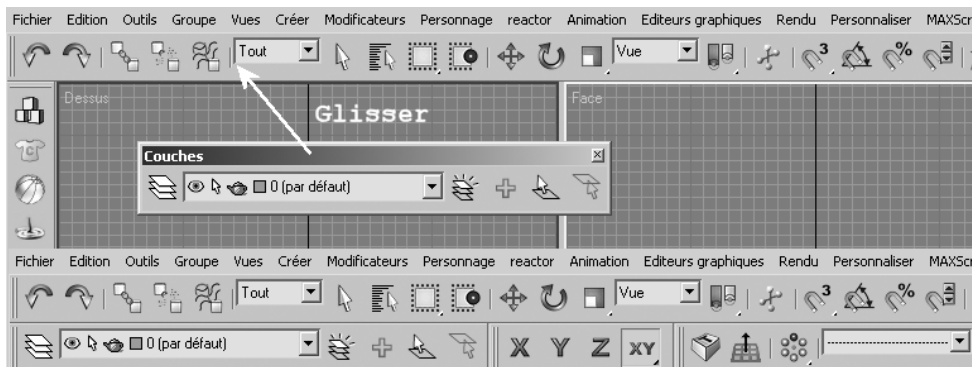 Fichier Edition Outils Groupe Vues Créer Modificateurs Personnage reactor Animation Editeurs graphiques Rendu Personnaliser MAXScr
Tout Vue 3 %
Dessus Face
Glisser
C
Couches
0 (par défaut)
Fichier Edition Outils Groupe Vues Créer Modificateurs Personnage reactor Animation Editeurs graphiques Rendu Personnaliser MAXScr
Tout Vue 3 %
0 (par défaut) X Y Z XY